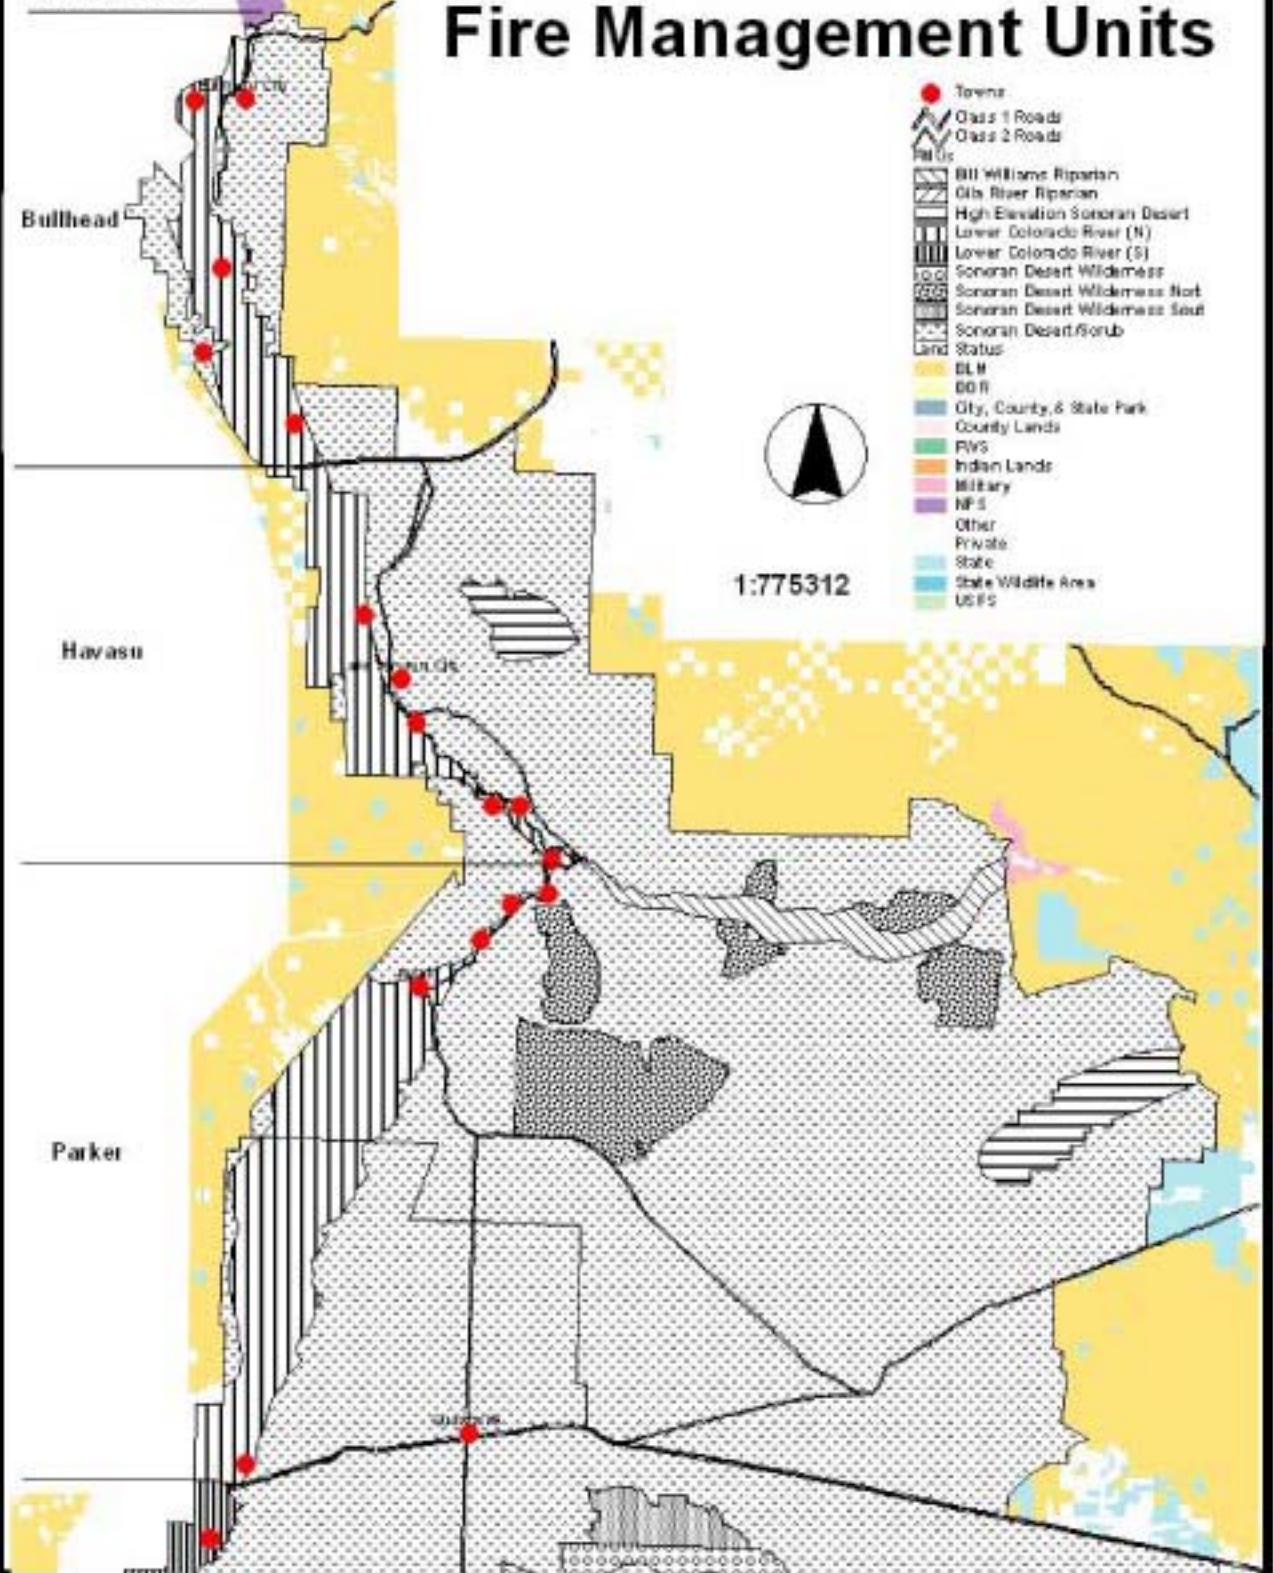 Fire Management Units
Towns
Class 1 Roads
Class 2 Roads
FMUs
Bill Williams Riparian
Gila River Riparian
High Elevation Sonoran Desert
Lower Colorado River (N)
Lower Colorado River (S)
Sonoran Desert Wilderness
Sonoran Desert Wilderness Nort
Sonoran Desert Wilderness Sout
Sonoran Desert/Scrub
Land Status
BLM
BOR
City, County, & State Park
County Lands
FWS
Indian Lands
Military
NPS
Other
Private
State
State Wildlife Area
USFS
Bullhead
1:775312
Havasu
City
Parker